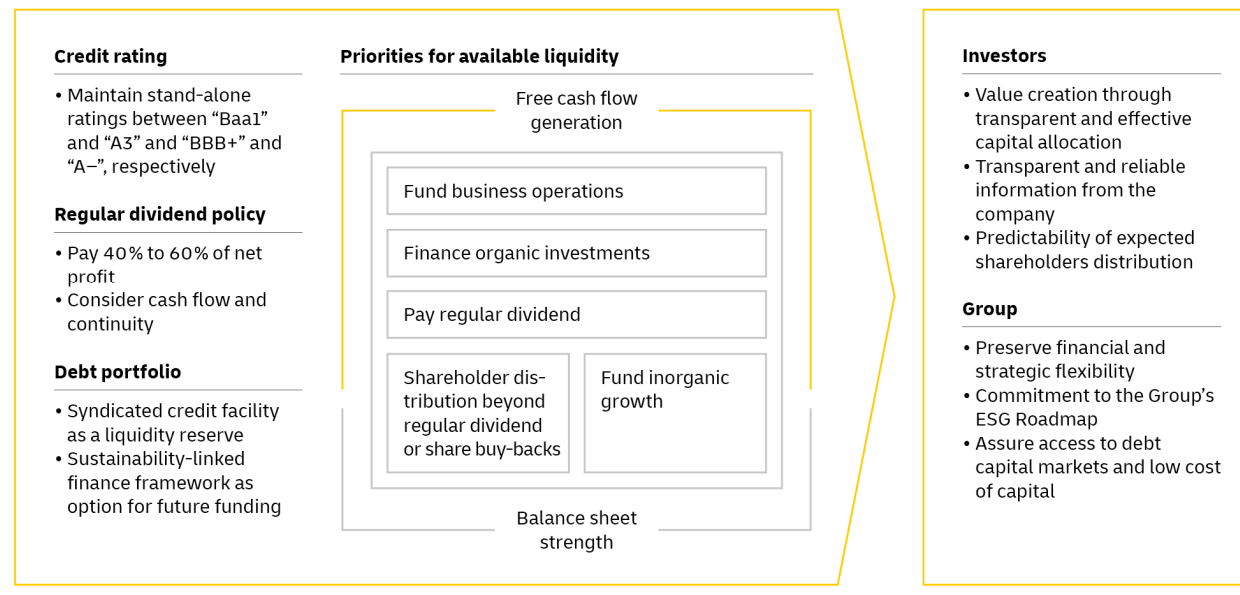 Credit rating
• Maintain stand-alone
ratings between “Baa1”
and “A3” and “BBB+” and
“A–”, respectively
Regular dividend policy
• Pay 40% to 60% of net
profit
• Consider cash flow and
continuity
Debt portfolio
• Syndicated credit facility
as a liquidity reserve
• Sustainability-linked
finance framework as
option for future funding
Priorities for available liquidity
Free cash flow
generation
Fund business operations
Finance organic investments
Pay regular dividend
Shareholder dis-
tribution beyond
regular dividend
or share buy-backs
Fund inorganic
growth
Balance sheet
strength
Investors
• Value creation through
transparent and effective
capital allocation
• Transparent and reliable
information from the
company
• Predictability of expected
shareholders distribution
Group
• Preserve financial and
strategic flexibility
• Commitment to the Group’s
ESG Roadmap
• Assure access to debt
capital markets and low cost
of capital